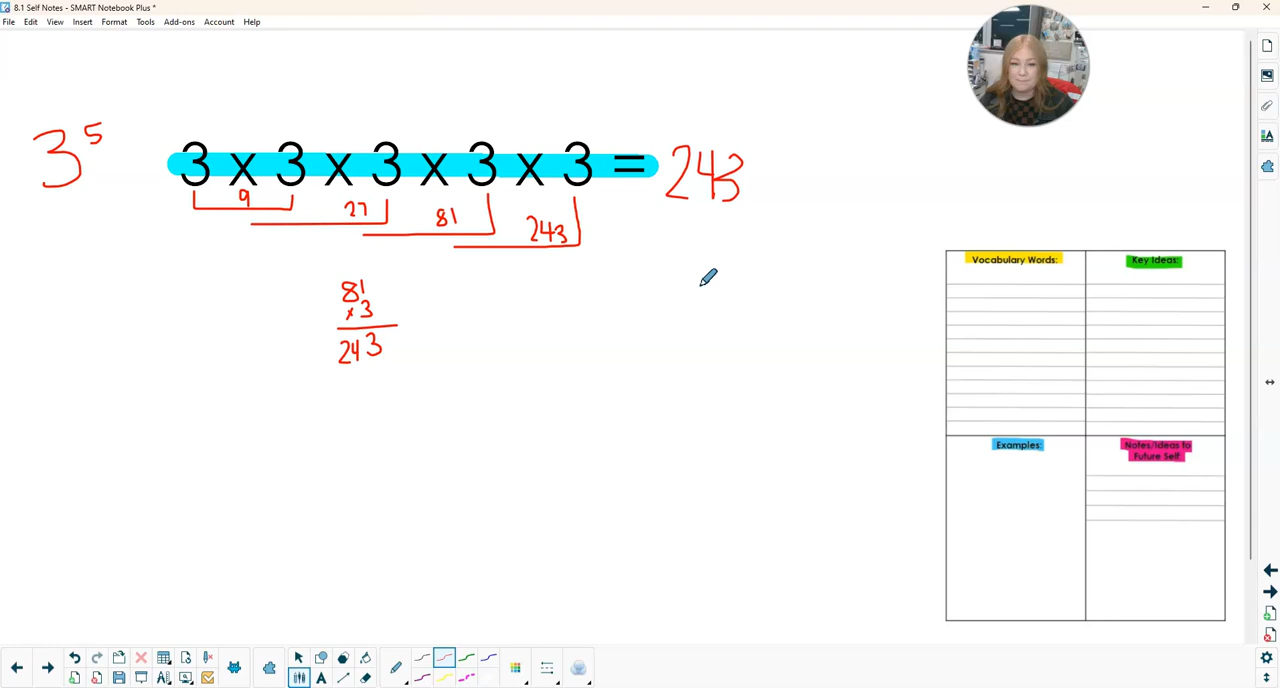 8.1 Self Notes - SMART Notebook Plus *
File Edit View Insert Format Tools Add-ons Account Help
3⁵ 3 x 3 x 3 x 3 x 3 = 243
9 27 81 243
81
x 3
243
Vocabulary Words: Key Ideas:
Examples: Notes/Ideas to
Future Self